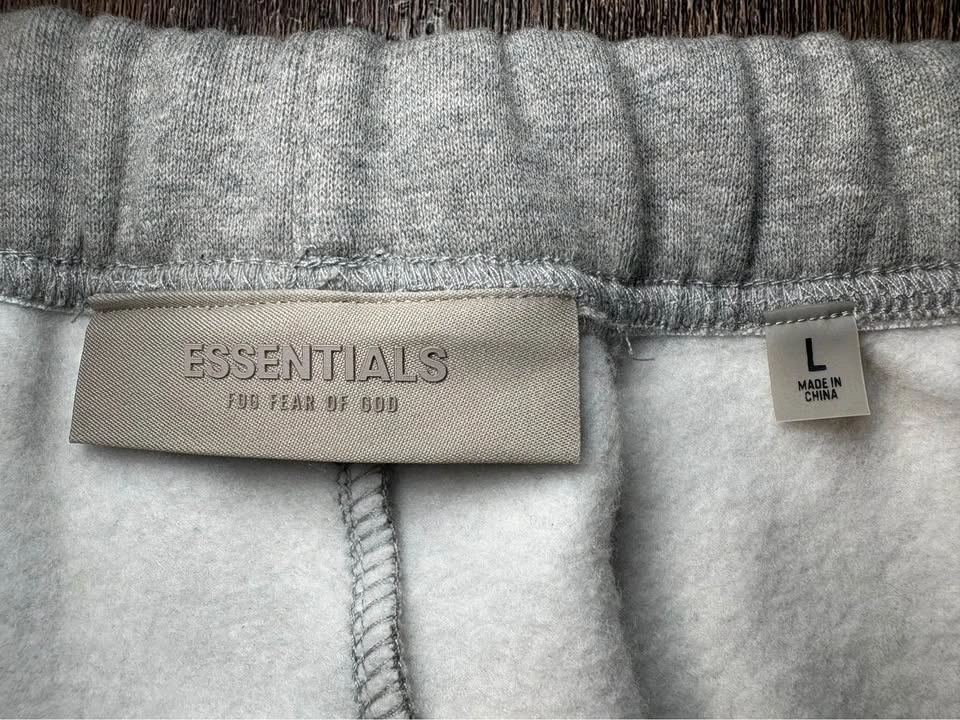 ESSENTIALS
FOG FEAR OF GOD
L
MADE IN
CHINA